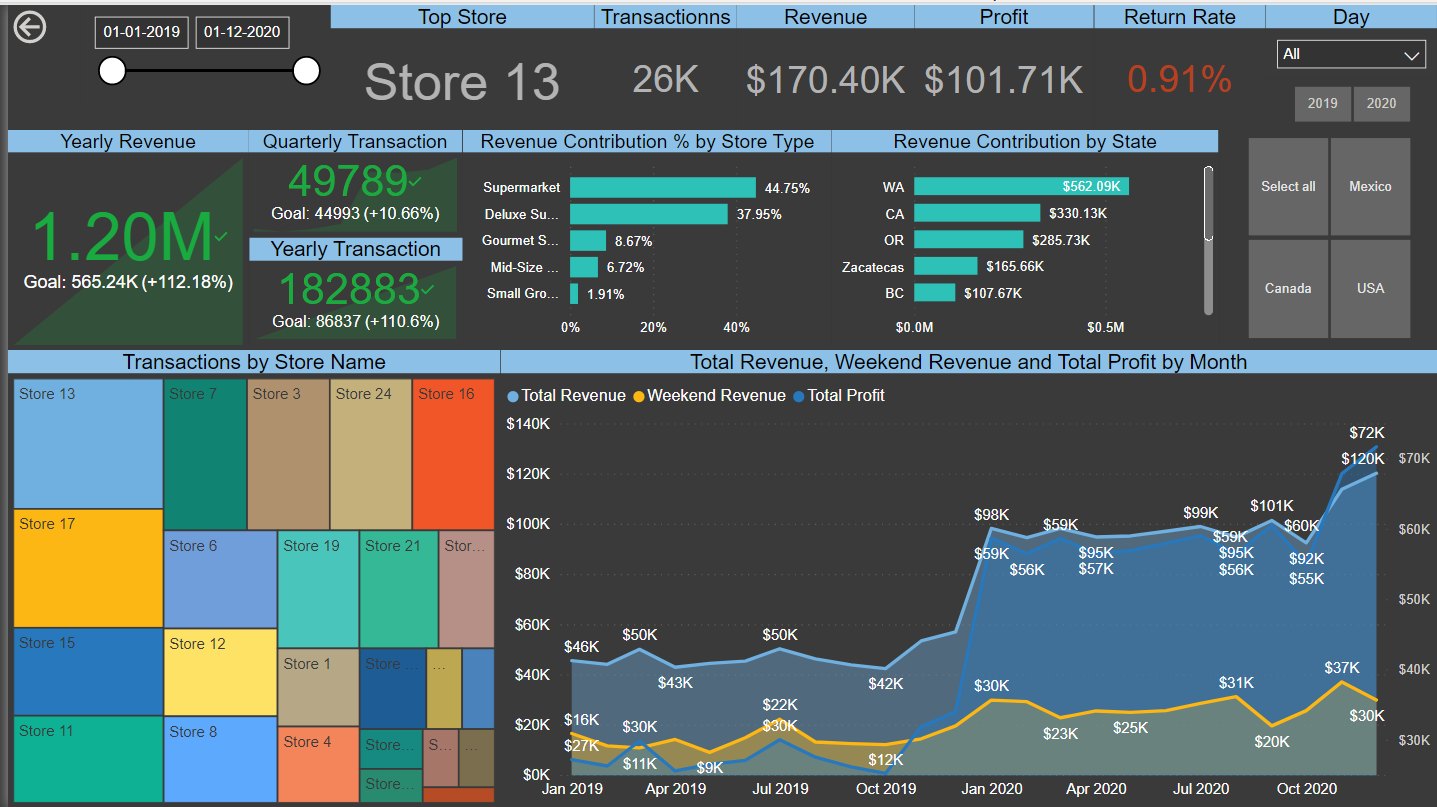 01-01-2019
01-12-2020
Top Store
Transactionns
Revenue
Profit
Return Rate
Day
Store 13
26K
$170.40K
$101.71K
0.91%
All
2019
2020
Yearly Revenue
1.20M
Goal: 565.24K (+112.18%)
Quarterly Transaction
49789
Goal: 44993 (+10.66%)
Yearly Transaction
182883
Goal: 86837 (+110.6%)
Revenue Contribution % by Store Type
Supermarket
44.75%
Deluxe Su...
37.95%
Gourmet S...
8.67%
Mid-Size ...
6.72%
Small Gro...
1.91%
0%
20%
40%
Revenue Contribution by State
WA
$562.09K
CA
$330.13K
OR
$285.73K
Zacatecas
$165.66K
BC
$107.67K
$0.0M
$0.5M
Select all
Mexico
Canada
USA
Transactions by Store Name
Store 13
Store 7
Store 3
Store 24
Store 16
Store 17
Store 6
Store 19
Store 21
Stor...
Store 15
Store 12
Store 1
Store ...
...
Store 11
Store 8
Store 4
Store...
S...
...
Store...
Total Revenue, Weekend Revenue and Total Profit by Month
Total Revenue
Weekend Revenue
Total Profit
$140K
$120K
$100K
$80K
$60K
$40K
$20K
$0K
$70K
$60K
$50K
$40K
$30K
$46K
$50K
$43K
$50K
$42K
$98K
$59K
$95K
$99K
$95K
$101K
$92K
$120K
$16K
$11K
$9K
$22K
$12K
$30K
$23K
$25K
$31K
$20K
$37K
$30K
$27K
$30K
$30K
$59K
$56K
$57K
$59K
$56K
$60K
$55K
$72K
Jan 2019
Apr 2019
Jul 2019
Oct 2019
Jan 2020
Apr 2020
Jul 2020
Oct 2020